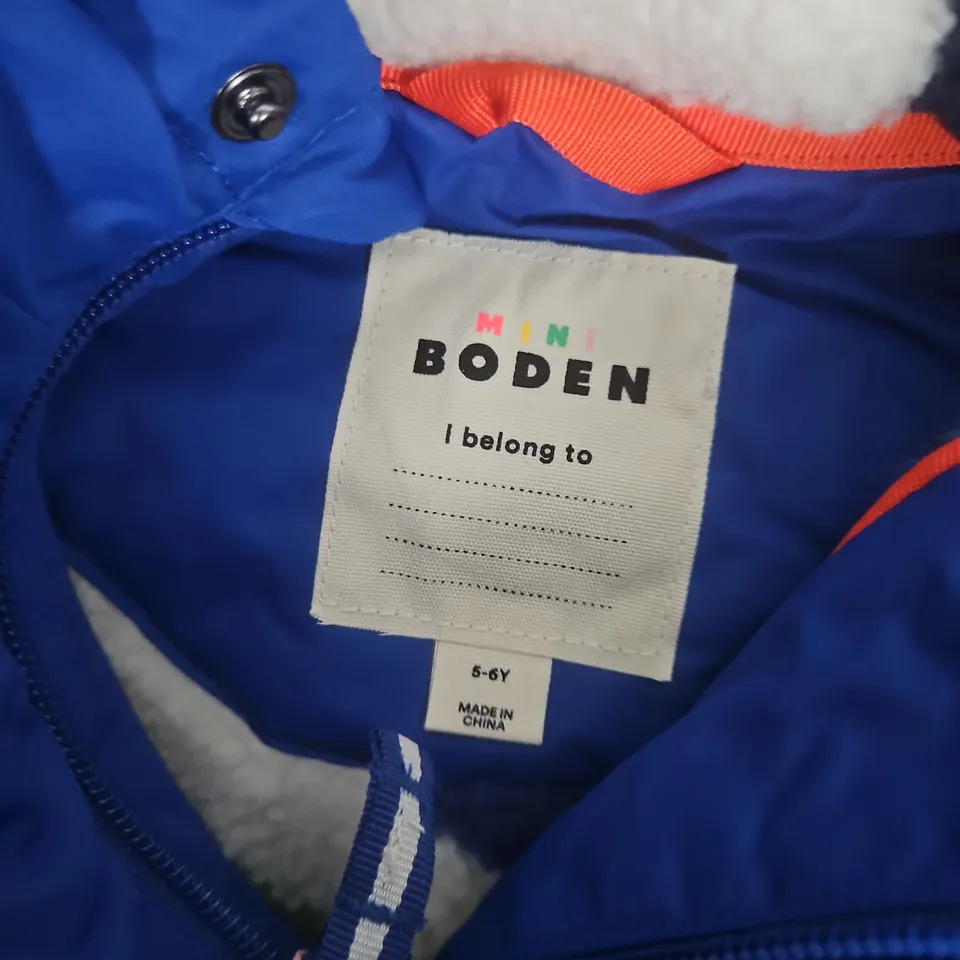 MINI
BODEN
I belong to
5-6Y
MADE IN
CHINA